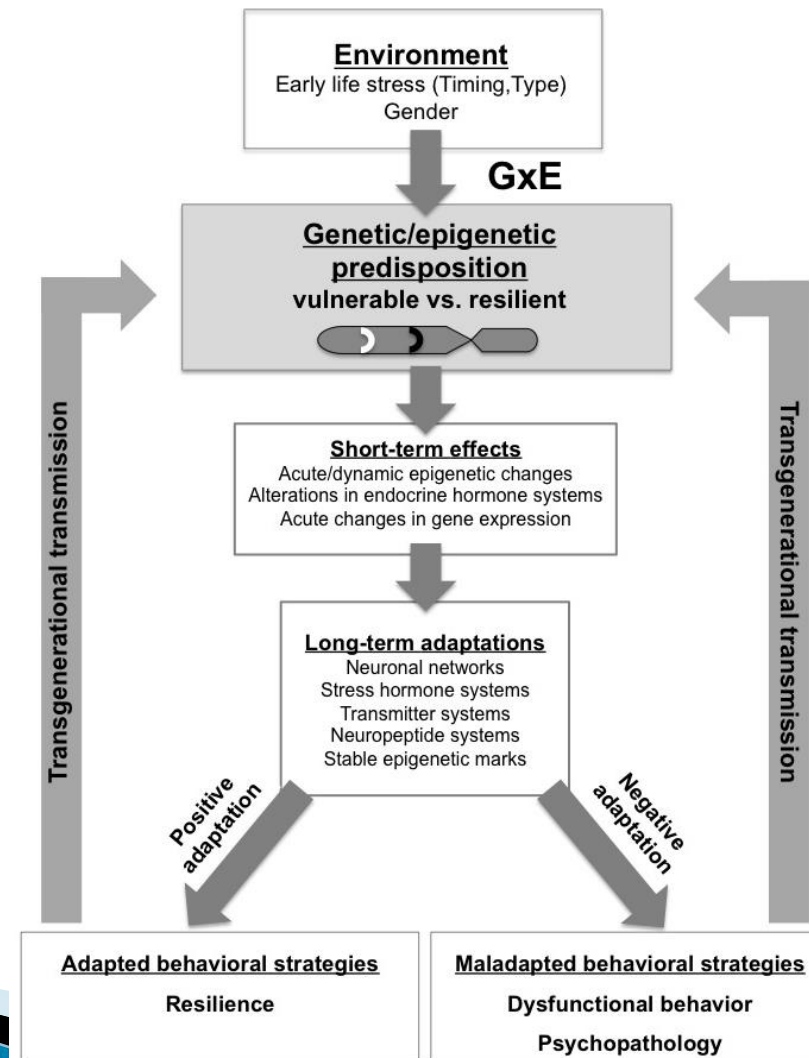 Environment
Early life stress (Timing,Type)
Gender
GxE
Genetic/epigenetic
predisposition
vulnerable vs. resilient
Short-term effects
Acute/dynamic epigenetic changes
Alterations in endocrine hormone systems
Acute changes in gene expression
Transgenerational transmission
Transgenerational transmission
Long-term adaptations
Neuronal networks
Stress hormone systems
Transmitter systems
Neuropeptide systems
Stable epigenetic marks
Positive
adaptation
Negative
adaptation
Adapted behavioral strategies
Resilience
Maladapted behavioral strategies
Dysfunctional behavior
Psychopathology